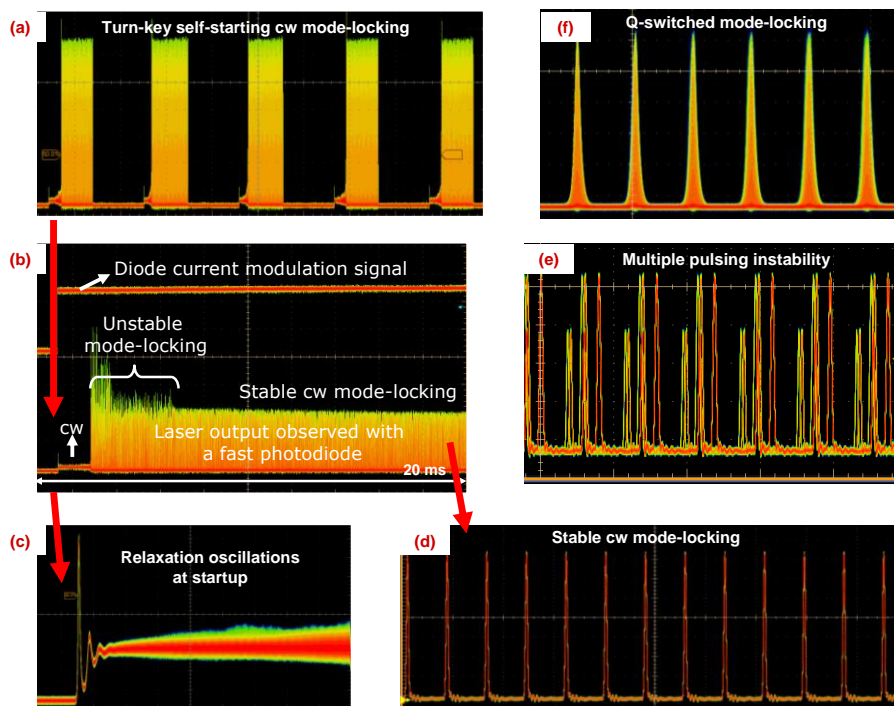 (a)
Turn-key self-starting cw mode-locking
(b)
Diode current modulation signal
Unstable
mode-locking
Stable cw mode-locking
cw
Laser output observed with
a fast photodiode
20 ms
(c)
Relaxation oscillations
at startup
(f)
Q-switched mode-locking
(e)
Multiple pulsing instability
(d)
Stable cw mode-locking